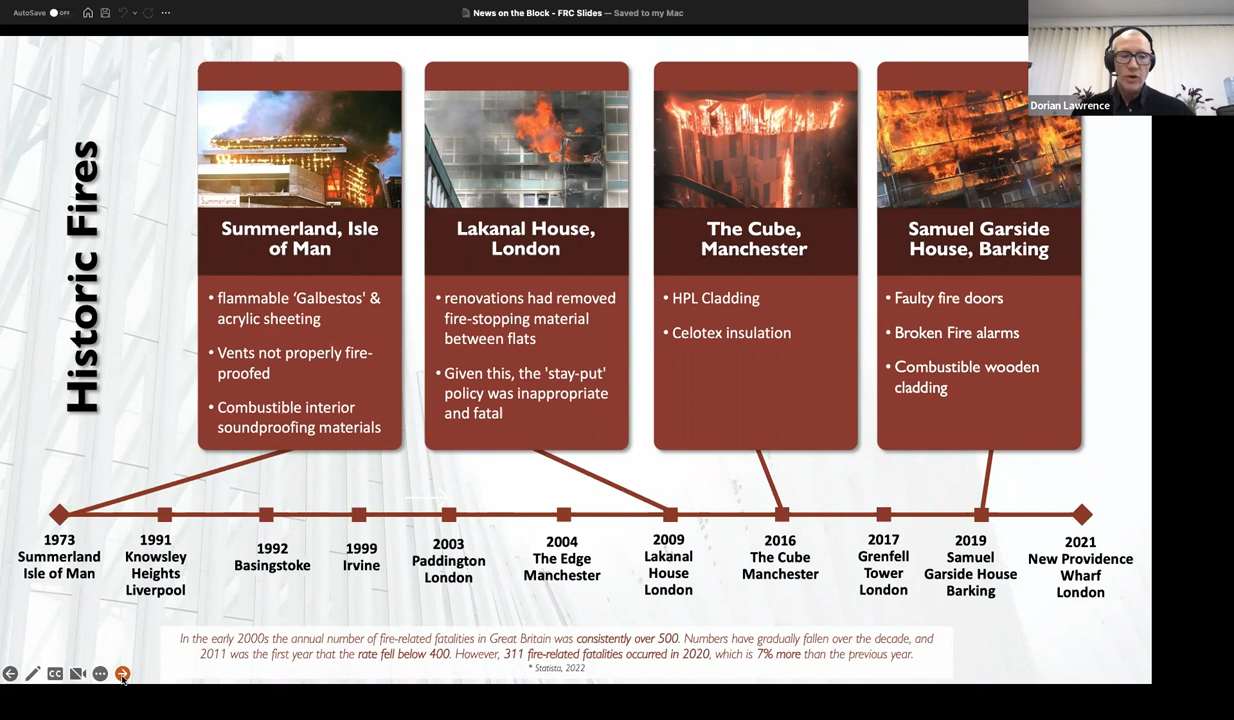 AutoSave OFF
News on the Block - FRC Slides — Saved to my Mac
Dorian Lawrence
Historic Fires
Summerland
Summerland, Isle
of Man
• flammable ‘Galbestos' &
acrylic sheeting
• Vents not properly fire-
proofed
• Combustible interior
soundproofing materials
Lakanal House,
London
• renovations had removed
fire-stopping material
between flats
• Given this, the 'stay-put'
policy was inappropriate
and fatal
The Cube,
Manchester
• HPL Cladding
• Celotex insulation
Samuel Garside
House, Barking
• Faulty fire doors
• Broken Fire alarms
• Combustible wooden
cladding
1973
Summerland
Isle of Man
1991
Knowsley
Heights
Liverpool
1992
Basingstoke
1999
Irvine
2003
Paddington
London
2004
The Edge
Manchester
2009
Lakanal
House
London
2016
The Cube
Manchester
2017
Grenfell
Tower
London
2019
Samuel
Garside House
Barking
2021
New Providence
Wharf
London
In the early 2000s the annual number of fire-related fatalities in Great Britain was consistently over 500. Numbers have gradually fallen over the decade, and
2011 was the first year that the rate fell below 400. However, 311 fire-related fatalities occurred in 2020, which is 7% more than the previous year.
* Statista, 2022
CC